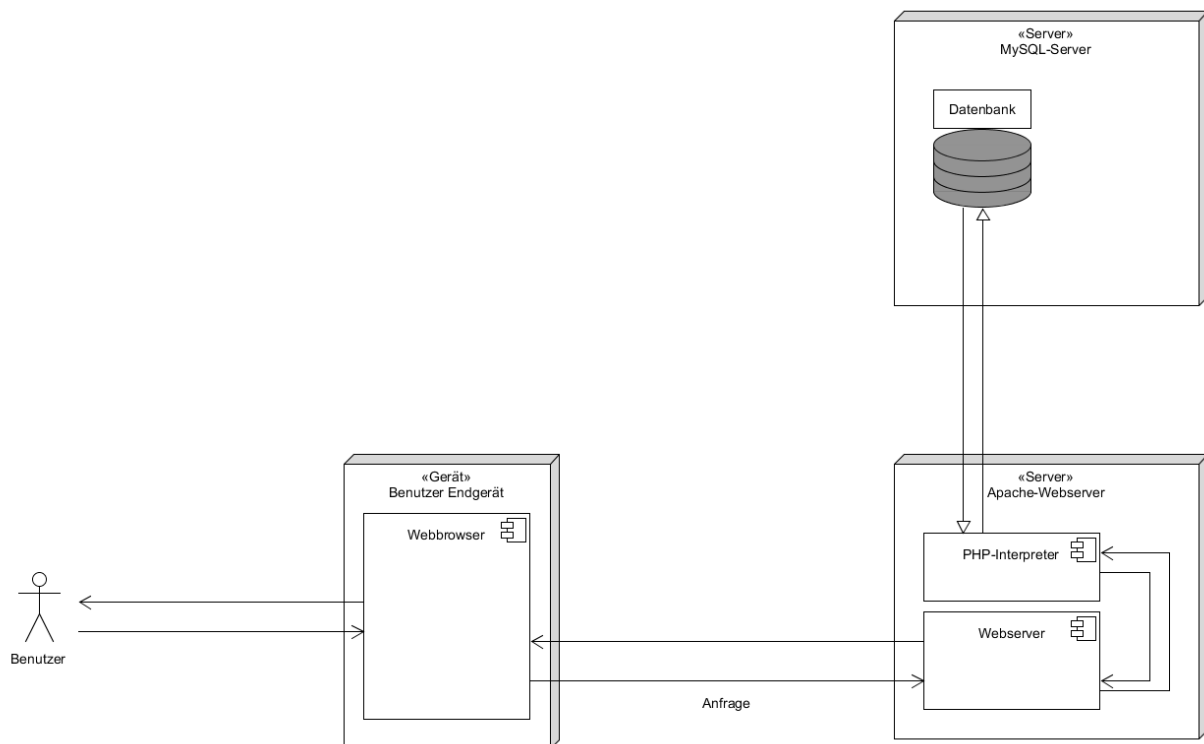 «Server»
MySQL-Server
Datenbank
«Gerät»
Benutzer Endgerät
Webbrowser
«Server»
Apache-Webserver
PHP-Interpreter
Webserver
Benutzer
Anfrage